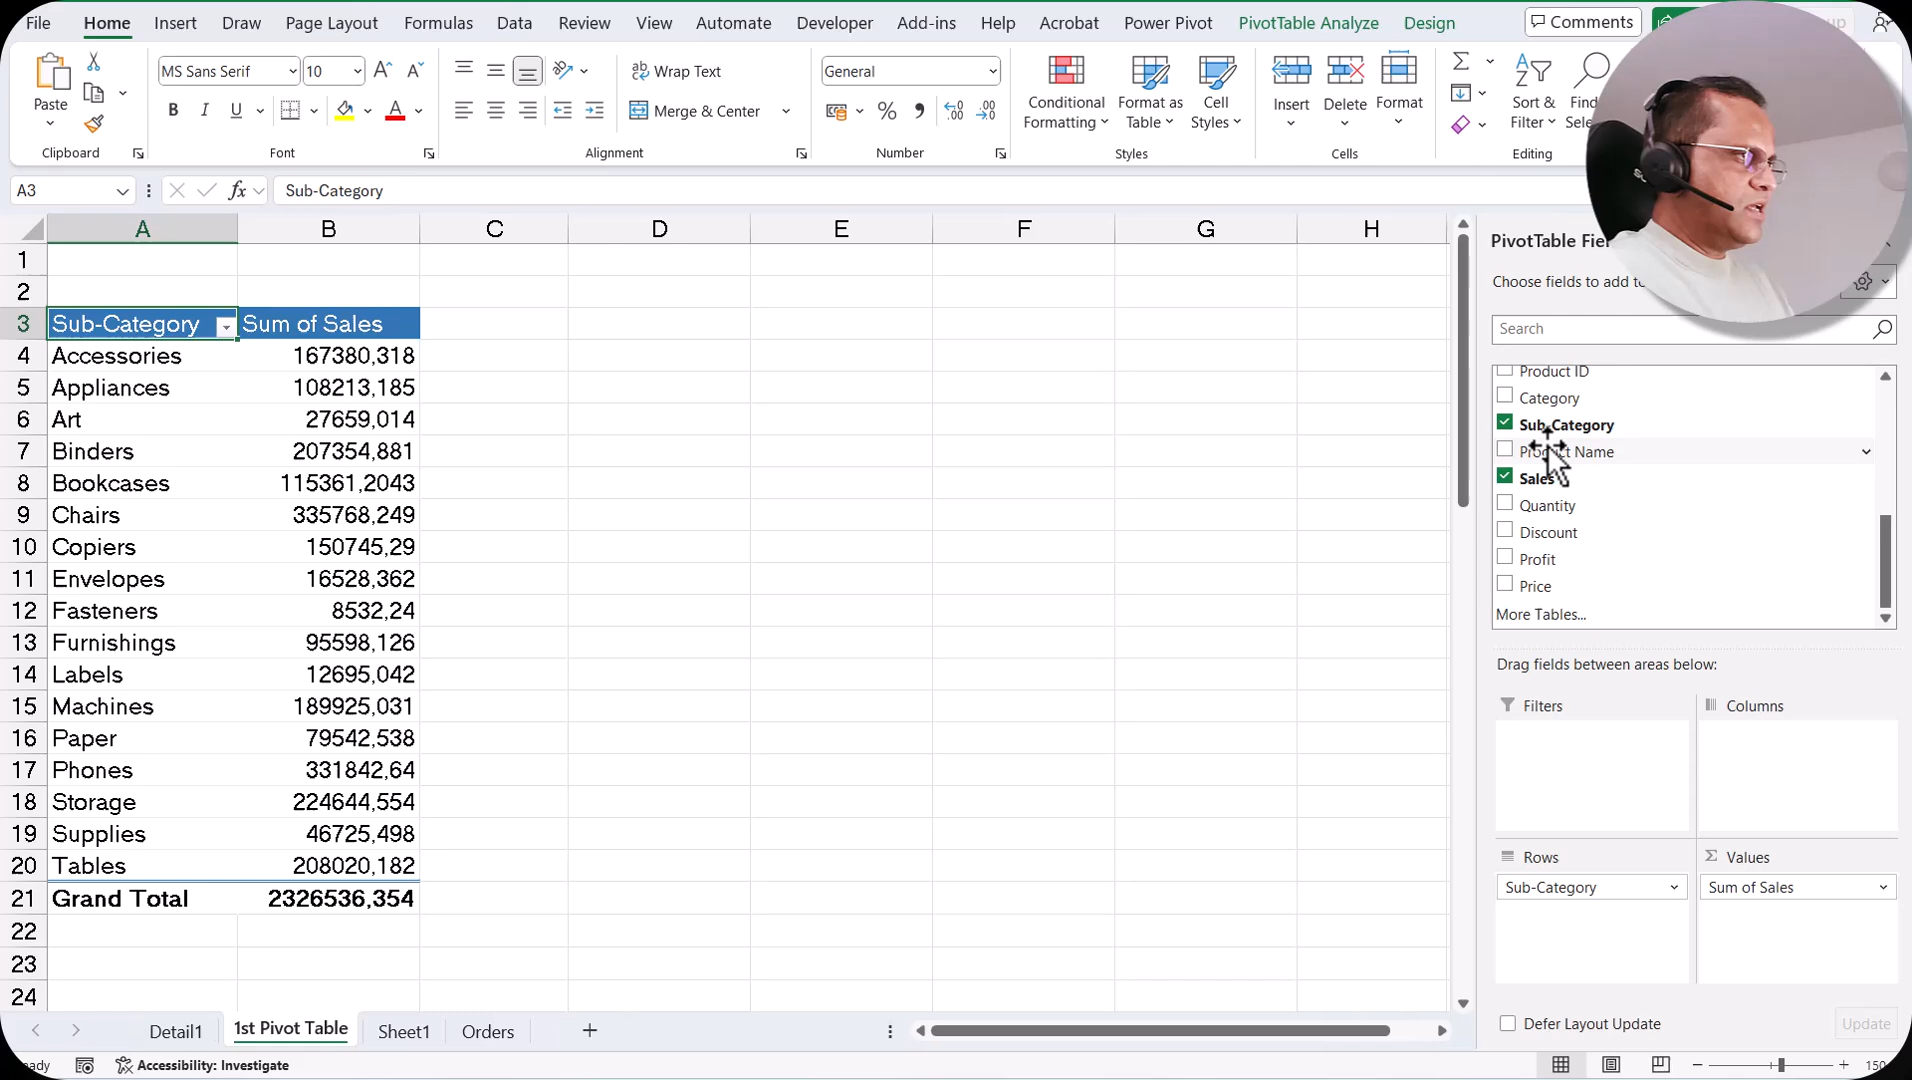 File Home Insert Draw Page Layout Formulas Data Review View Automate Developer Add-ins Help Acrobat Power Pivot PivotTable Analyze Design Comments
MS Sans Serif 10 Wrap Text General
Paste B I U Merge & Center Conditional Formatting Format as Table Cell Styles Insert Delete Format Sort & Filter
Clipboard Font Alignment Number Styles Cells Editing
A3 fx Sub-Category
A B C D E F G H
1
2
3 Sub-Category Sum of Sales
4 Accessories 167380,318
5 Appliances 108213,185
6 Art 27659,014
7 Binders 207354,881
8 Bookcases 115361,2043
9 Chairs 335768,249
10 Copiers 150745,29
11 Envelopes 16528,362
12 Fasteners 8532,24
13 Furnishings 95598,126
14 Labels 12695,042
15 Machines 189925,031
16 Paper 79542,538
17 Phones 331842,64
18 Storage 224644,554
19 Supplies 46725,498
20 Tables 208020,182
21 Grand Total 2326536,354
22
23
24
Detail1 1st Pivot Table Sheet1 Orders
Accessibility: Investigate
PivotTable
Choose fields to add
Search
Product ID
Category
Sub-Category
Product Name
Sales
Quantity
Discount
Profit
Price
More Tables...
Drag fields between areas below:
Filters Columns
Rows Values
Sub-Category Sum of Sales
Defer Layout Update Update